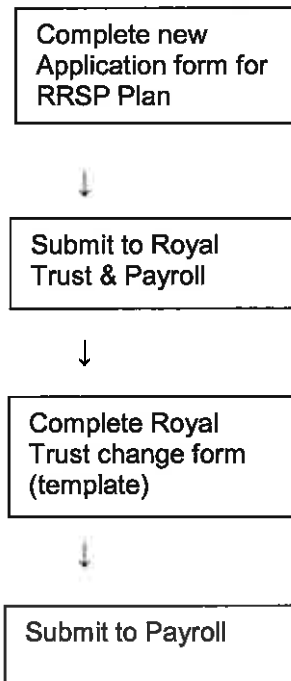 Complete new
Application form for
RRSP Plan
↓
Submit to Royal
Trust & Payroll
↓
Complete Royal
Trust change form
(template)
↓
Submit to Payroll